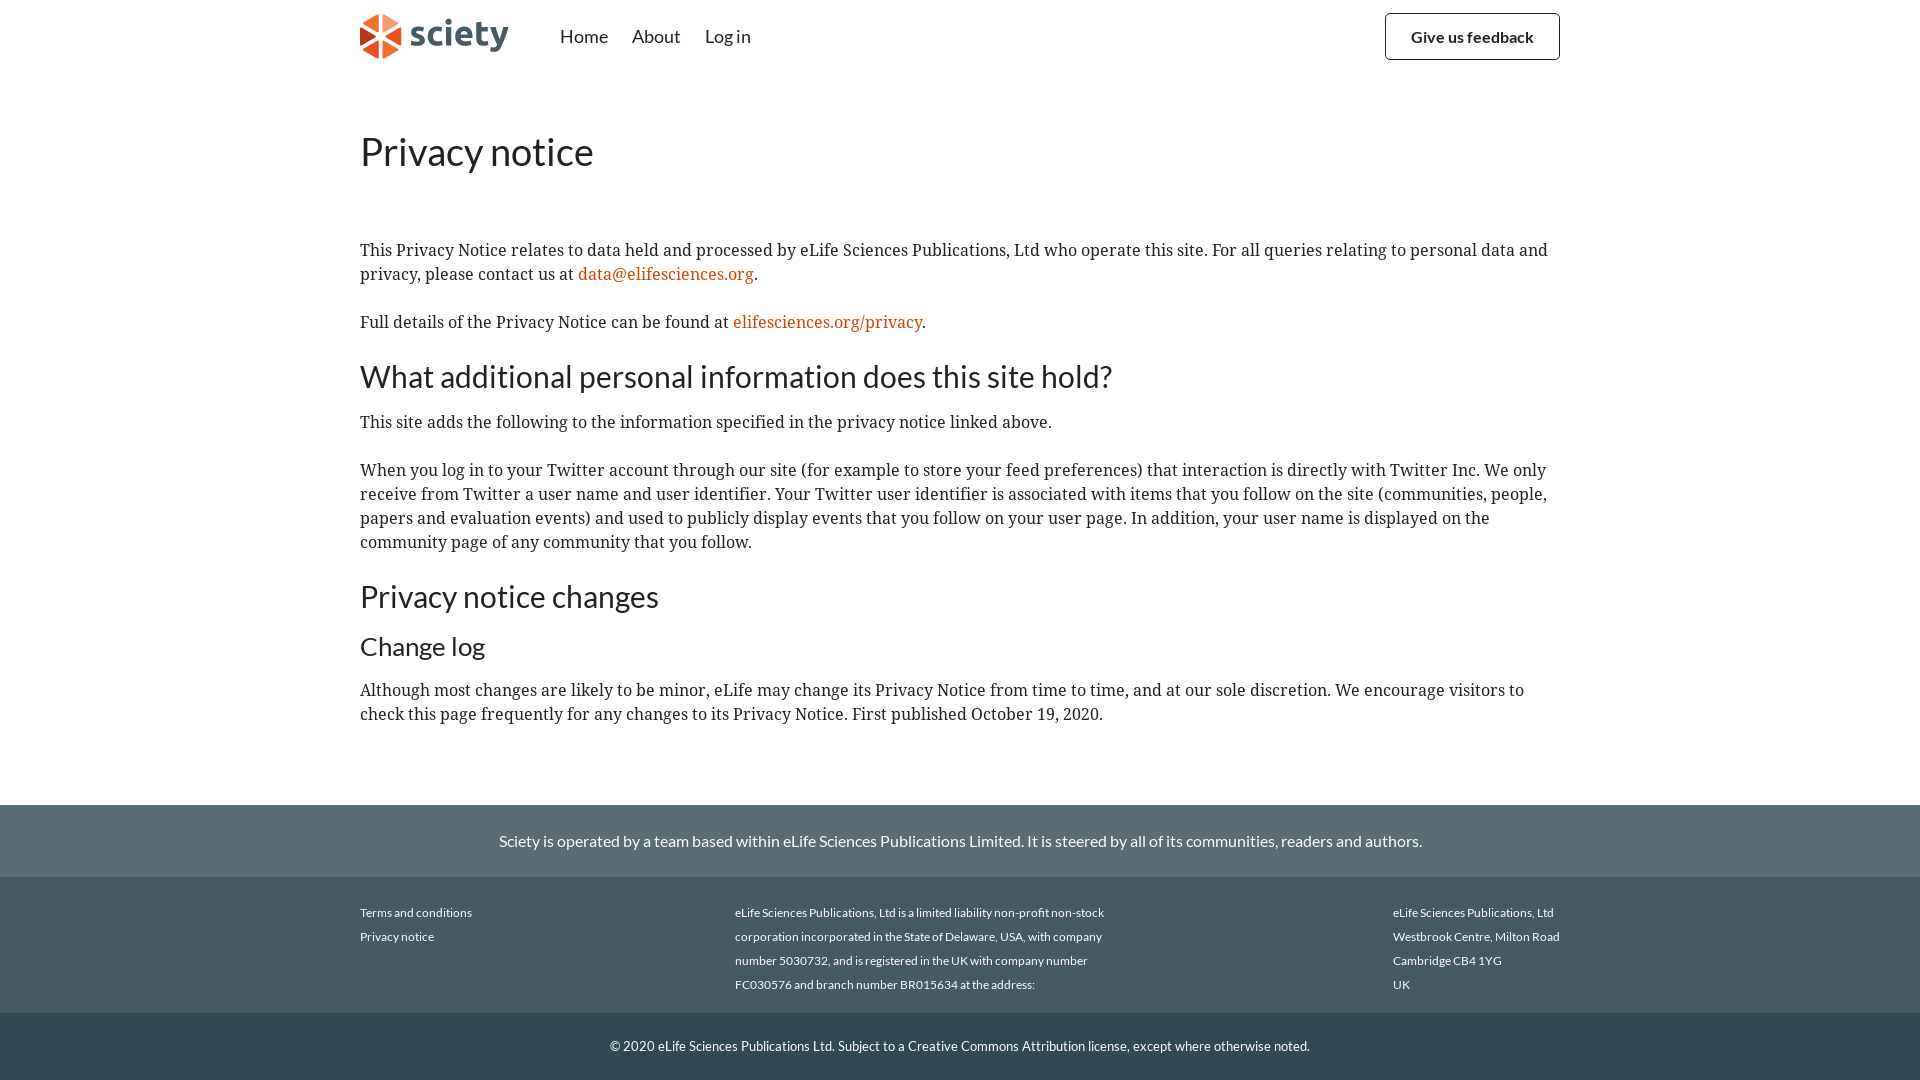 sciety
Home
About
Log in
Give us feedback
Privacy notice
This Privacy Notice relates to data held and processed by eLife Sciences Publications, Ltd who operate this site. For all queries relating to personal data and
privacy, please contact us at data@elifesciences.org.
Full details of the Privacy Notice can be found at elifesciences.org/privacy.
What additional personal information does this site hold?
This site adds the following to the information specified in the privacy notice linked above.
When you log in to your Twitter account through our site (for example to store your feed preferences) that interaction is directly with Twitter Inc. We only
receive from Twitter a user name and user identifier. Your Twitter user identifier is associated with items that you follow on the site (communities, people,
papers and evaluation events) and used to publicly display events that you follow on your user page. In addition, your user name is displayed on the
community page of any community that you follow.
Privacy notice changes
Change log
Although most changes are likely to be minor, eLife may change its Privacy Notice from time to time, and at our sole discretion. We encourage visitors to
check this page frequently for any changes to its Privacy Notice. First published October 19, 2020.
Sciety is operated by a team based within eLife Sciences Publications Limited. It is steered by all of its communities, readers and authors.
Terms and conditions
Privacy notice
eLife Sciences Publications, Ltd is a limited liability non-profit non-stock
corporation incorporated in the State of Delaware, USA, with company
number 5030732, and is registered in the UK with company number
FC030576 and branch number BR015634 at the address:
eLife Sciences Publications, Ltd
Westbrook Centre, Milton Road
Cambridge CB4 1YG
UK
© 2020 eLife Sciences Publications Ltd. Subject to a Creative Commons Attribution license, except where otherwise noted.